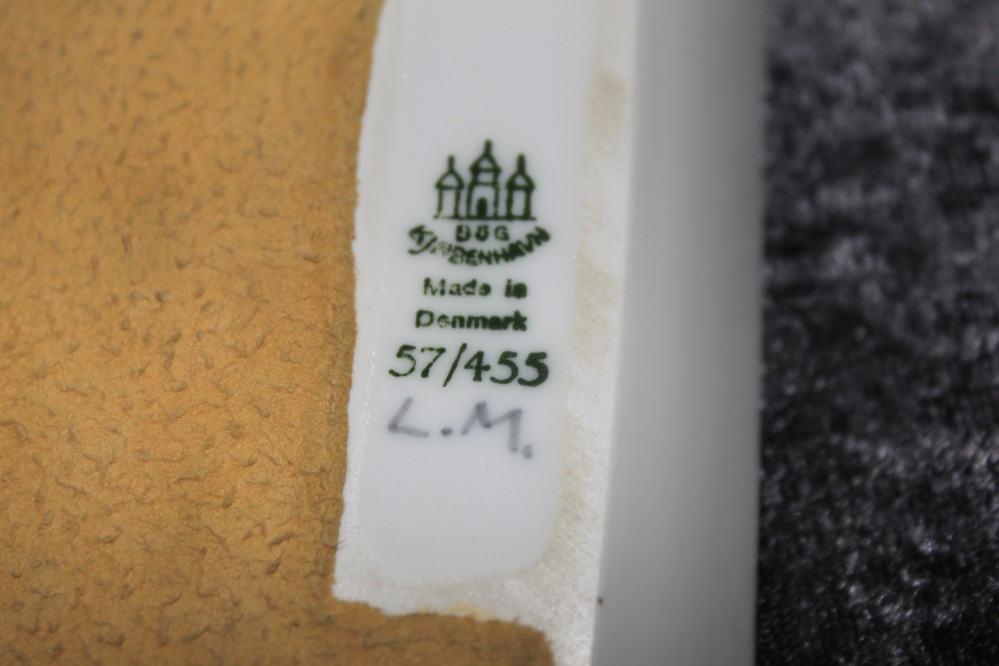 B&G
KJØBENHAVN
Made in
Denmark
57/455
L.M.